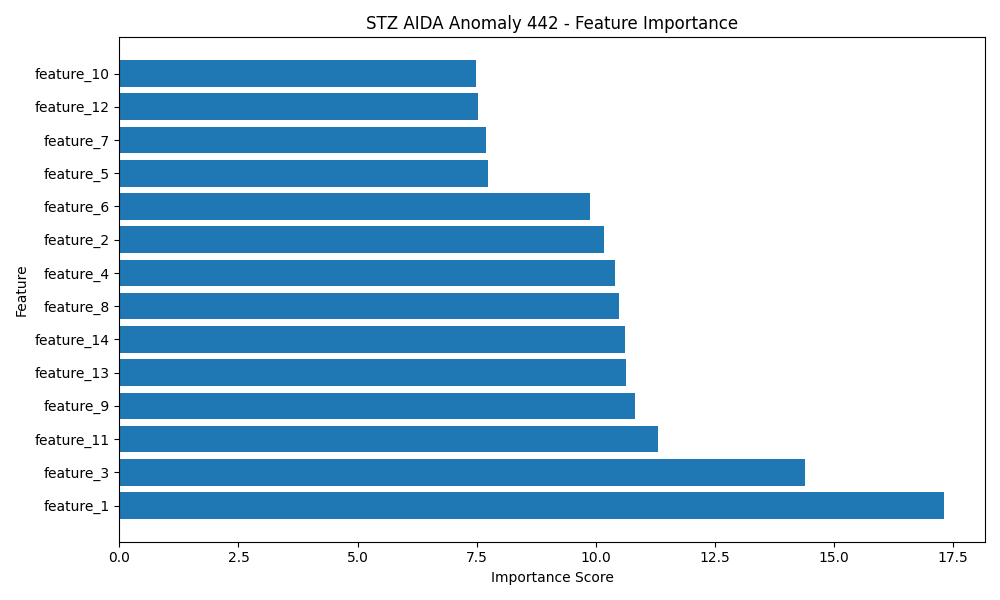 STZ AIDA Anomaly 442 - Feature Importance
feature_10
feature_12
feature_7
feature_5
feature_6
feature_2
feature_4
feature_8
feature_14
feature_13
feature_9
feature_11
feature_3
feature_1
Feature
0.0 2.5 5.0 7.5 10.0 12.5 15.0 17.5
Importance Score